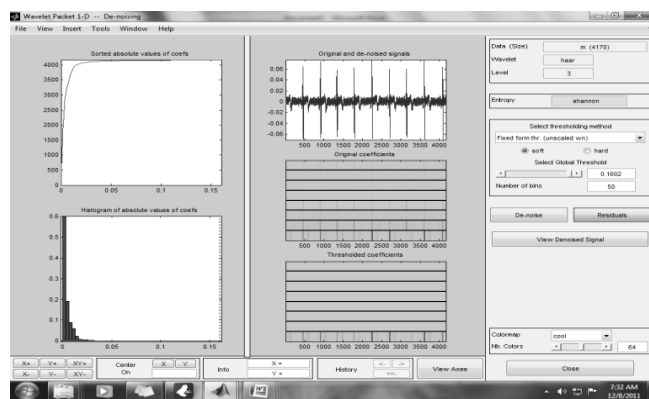 Wavelet Packet 1-D -- De-noising
File View Insert Tools Window Help
Sorted absolute values of coefs
4000
3500
3000
2500
2000
1500
1000
500
0 0.05 0.1
Histogram of absolute values of coefs
0.6
0.5
0.4
0.3
0.2
0.1
0
0 0.05 0.1 0.15
Original and de-noised signals
0.06
0.04
0.02
0
-0.02
-0.04
-0.06
500 1000 1500 2000 2500 3000 3500 4000
Original coefficients
500 1000 1500 2000 2500 3000 3500 4000
Thresholded coefficients
500 1000 1500 2000 2500 3000 3500 4000
Data (Size) m (4170)
Wavelet haar
Level 3
Entropy shannon
Select thresholding method
Fixed form thr. (unscaled wn)
soft hard
Select Global Threshold
0.1602
Number of bins 50
De-noise Residuals
View Denoised Signal
Colormap cool
Nb. Colors 64
Close
X+ Y+ XY+
X- Y- XY-
Center
On
X Y
Info
X =
Y =
History
<- ->
<<-
View Axes
7:32 AM
12/8/2011